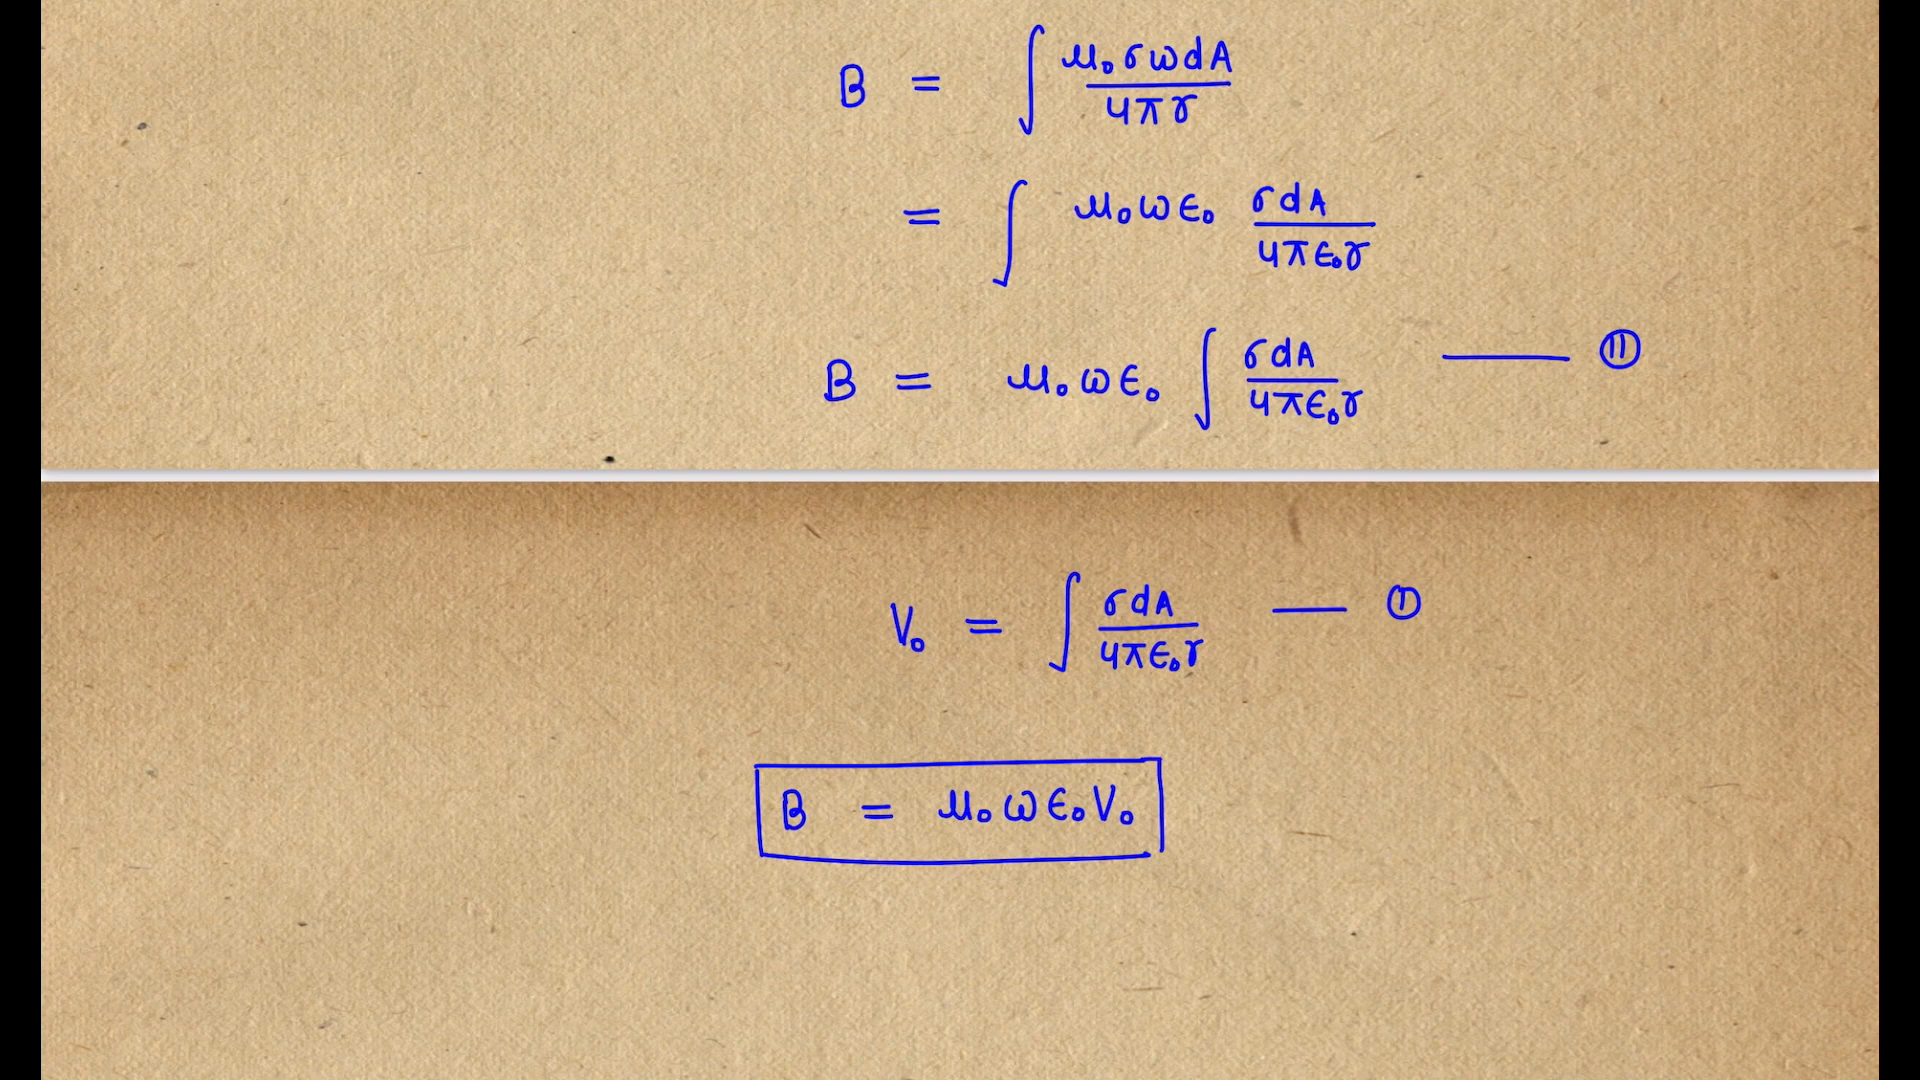 B = ∫ μ₀σωdA / 4πr
= ∫ μ₀ωε₀ σdA / 4πε₀r
B = μ₀ωε₀ ∫ σdA / 4πε₀r —— (II)
V₀ = ∫ σdA / 4πε₀r —— (I)
B = μ₀ωε₀V₀